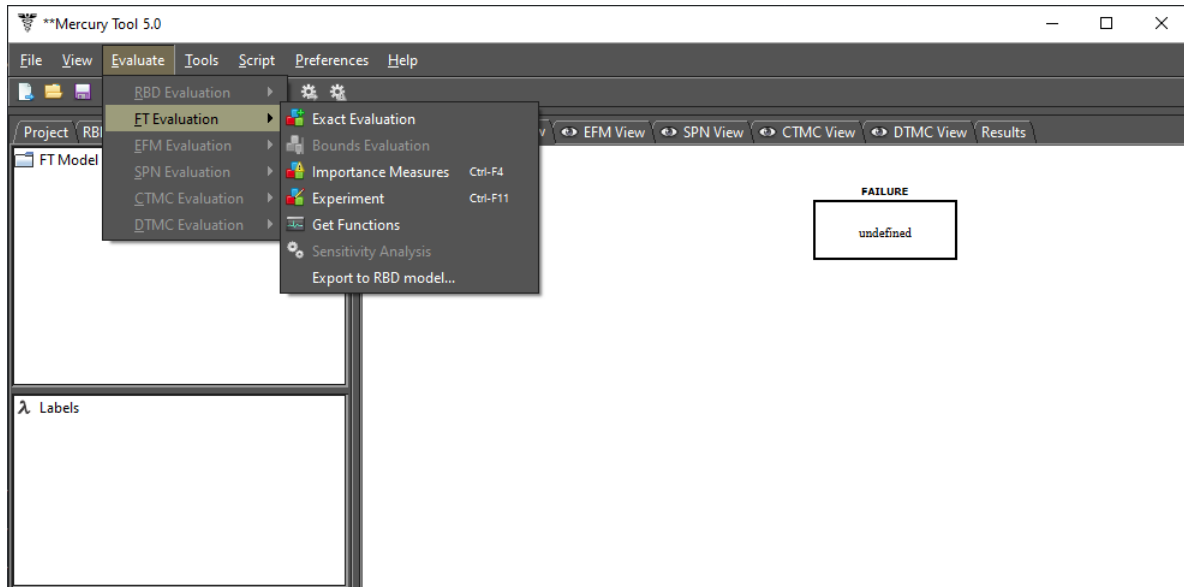 **Mercury Tool 5.0
File View Evaluate Tools Script Preferences Help
RBD Evaluation
FT Evaluation
EFM Evaluation
SPN Evaluation
CTMC Evaluation
DTMC Evaluation
Exact Evaluation
Bounds Evaluation
Importance Measures Ctrl-F4
Experiment Ctrl-F11
Get Functions
Sensitivity Analysis
Export to RBD model...
Project EFM View SPN View CTMC View DTMC View Results
FT Model
FAILURE
undefined
λ Labels